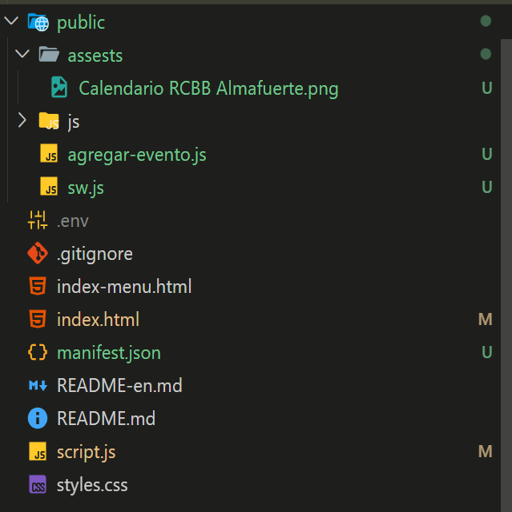 public
assests
Calendario RCBB Almafuerte.png U
js
agregar-evento.js U
sw.js U
.env
.gitignore
index-menu.html
index.html M
manifest.json U
README-en.md
README.md
script.js M
styles.css